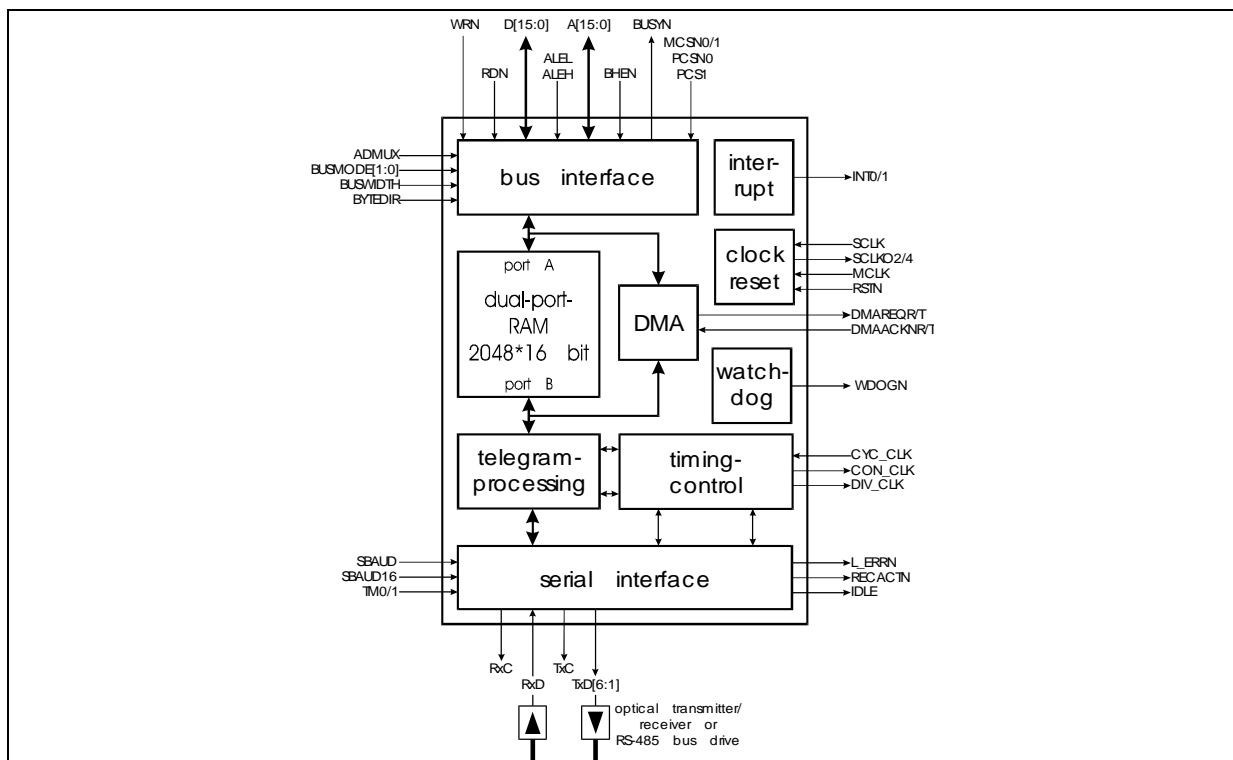 WRN
D[15:0]
A[15:0]
BUSYN
MCSN0/1
PCSN0
PCS1
RDN
ALEL
ALEH
BHEN
ADMUX
BUSMODE[1:0]
BUSWIDTH
BYTEDIR
bus interface
inter-
rupt
INT0/1
port A
dual-port-
RAM
2048*16 bit
port B
DMA
clock
reset
SCLK
SCLKO2/4
MCLK
RSTN
DMAREQR/T
DMAACKNR/T
watch-
dog
WDOGN
telegram-
processing
timing-
control
CYC_CLK
CON_CLK
DIV_CLK
SBAUD
SBAUD16
TM0/1
serial interface
L_ERRN
RECACTN
IDLE
RxC
RxD
TxC
TxD[6:1]
optical transmitter/
receiver or
RS-485 bus drive